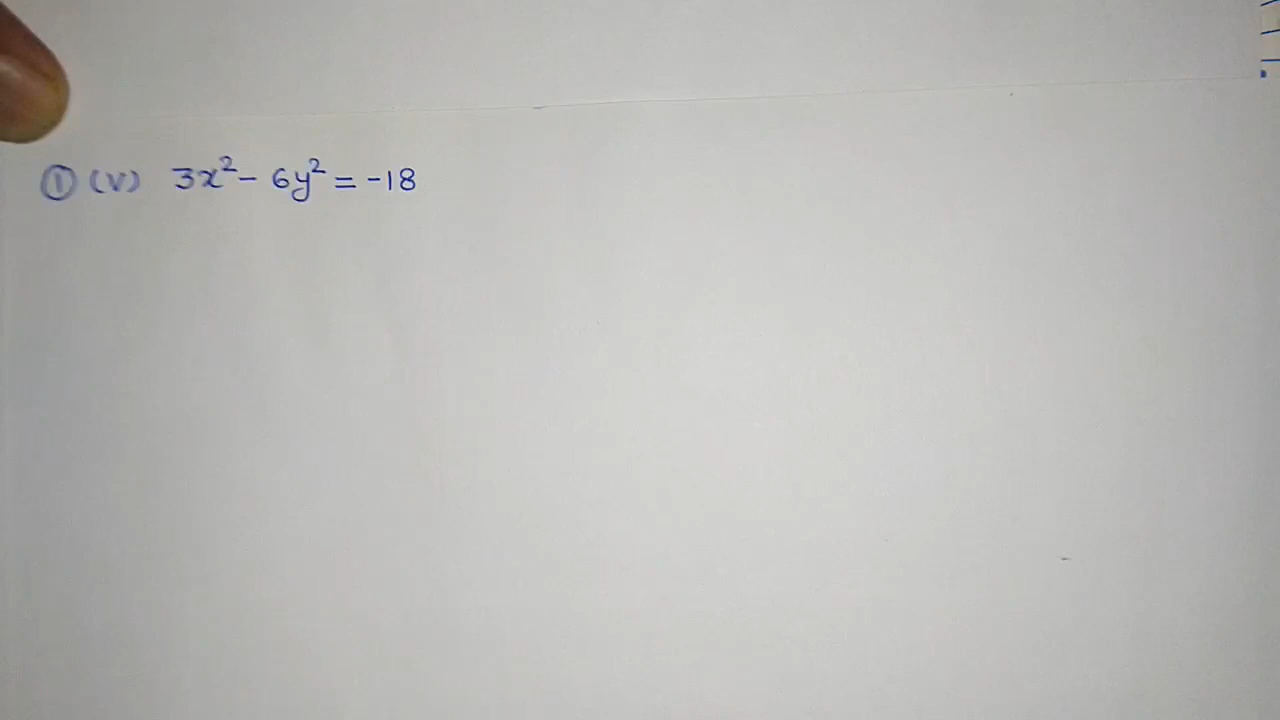 ① (V) 3x² - 6y² = -18